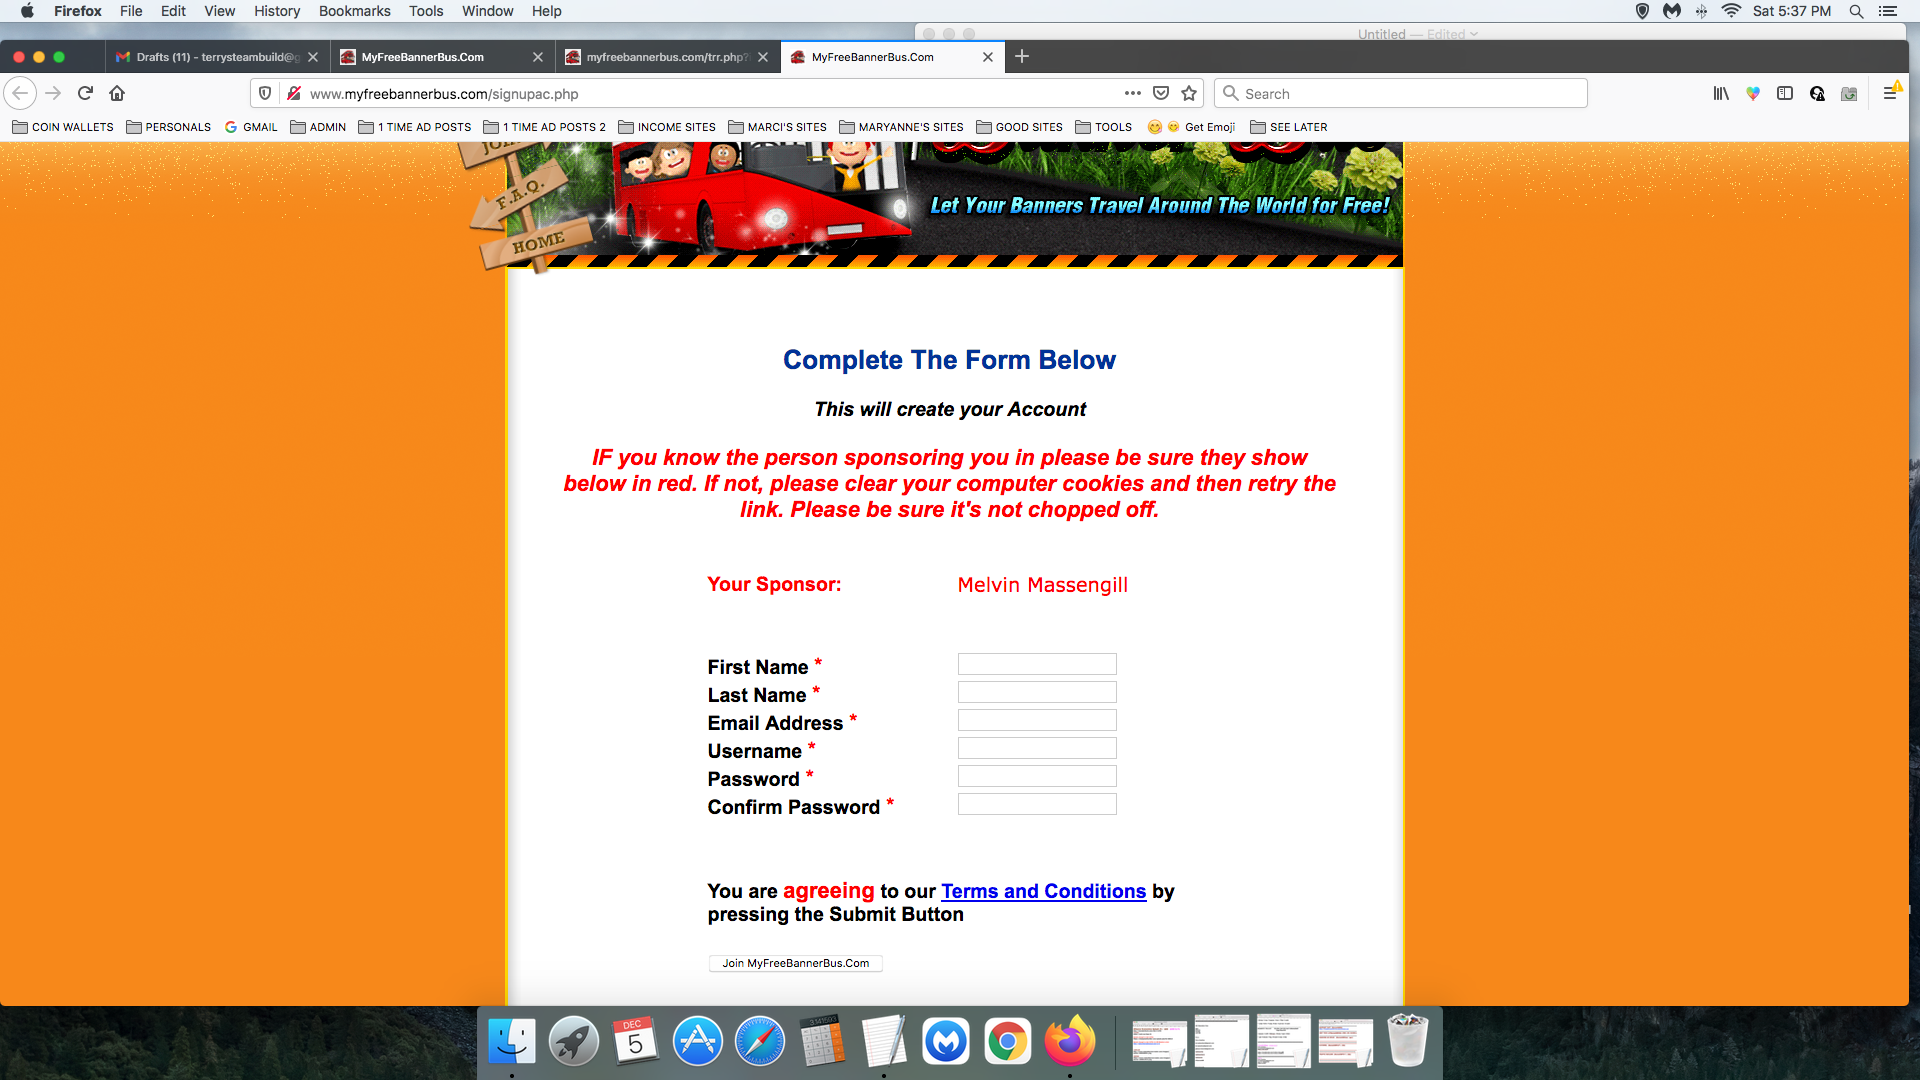 Firefox File Edit View History Bookmarks Tools Window Help Sat 5:37 PM
Untitled — Edited
Drafts (11) - terrysteambuild@g MyFreeBannerBus.Com myfreebannerbus.com/trr.php? MyFreeBannerBus.Com
www.myfreebannerbus.com/signupac.php Search
COIN WALLETS PERSONALS GMAIL ADMIN 1 TIME AD POSTS 1 TIME AD POSTS 2 INCOME SITES MARCI'S SITES MARYANNE'S SITES GOOD SITES TOOLS Get Emoji SEE LATER
F.A.Q.
HOME
Let Your Banners Travel Around The World for Free!
Complete The Form Below
This will create your Account
IF you know the person sponsoring you in please be sure they show
below in red. If not, please clear your computer cookies and then retry the
link. Please be sure it's not chopped off.
Your Sponsor: Melvin Massengill
First Name *
Last Name *
Email Address *
Username *
Password *
Confirm Password *
You are agreeing to our Terms and Conditions by
pressing the Submit Button
Join MyFreeBannerBus.Com
DEC
5